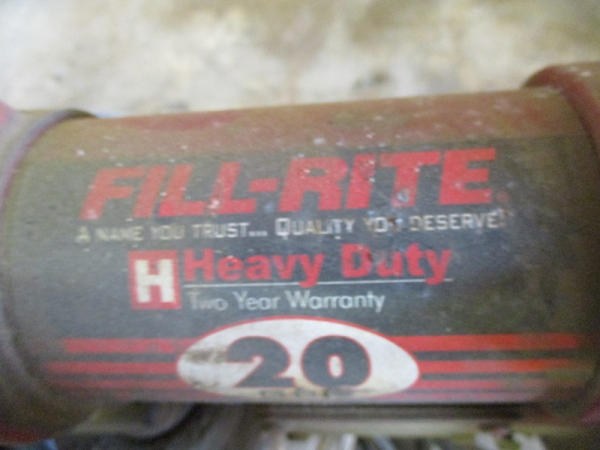 FILL-RITE®
A NAME YOU TRUST... QUALITY YOU DESERVE!
H Heavy Duty
Two Year Warranty
20